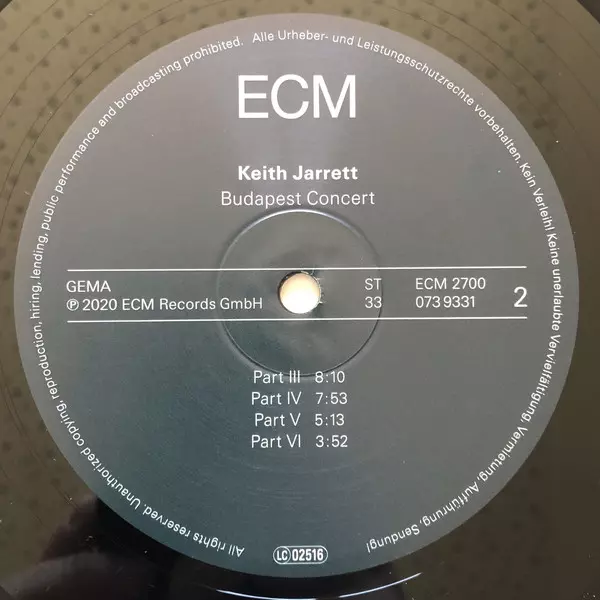 ECM
Keith Jarrett
Budapest Concert
GEMA
℗ 2020 ECM Records GmbH
ST
33
ECM 2700
073 9331
2
Part III 8:10
Part IV 7:53
Part V 5:13
Part VI 3:52
LC 02516
All rights reserved. Unauthorized copying, reproduction, hiring, lending, public performance and broadcasting prohibited. Alle Urheber- und Leistungsschutzrechte vorbehalten. Kein Verleih! Keine unerlaubte Vervielfältigung, Vermietung, Aufführung, Sendung!